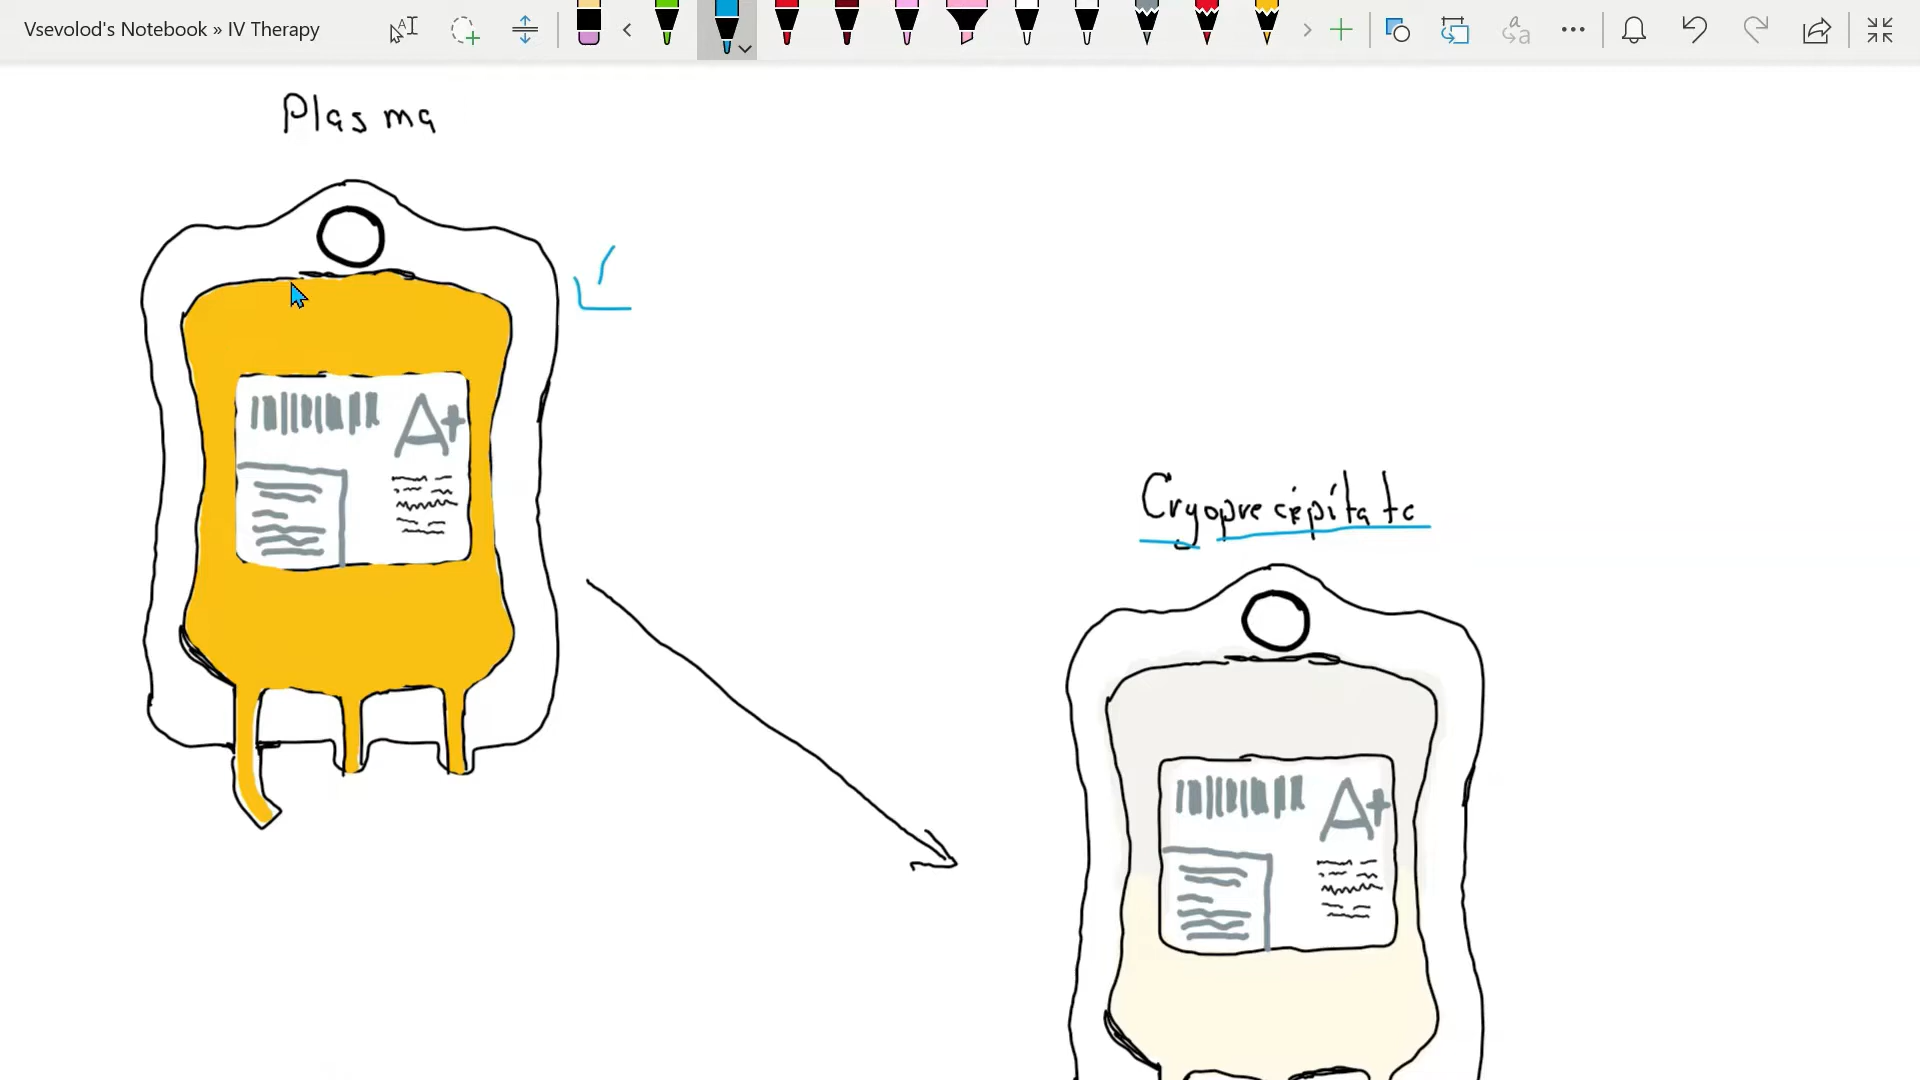 Vsevolod's Notebook » IV Therapy
Plasma
A+
Cryoprecipitate
A+